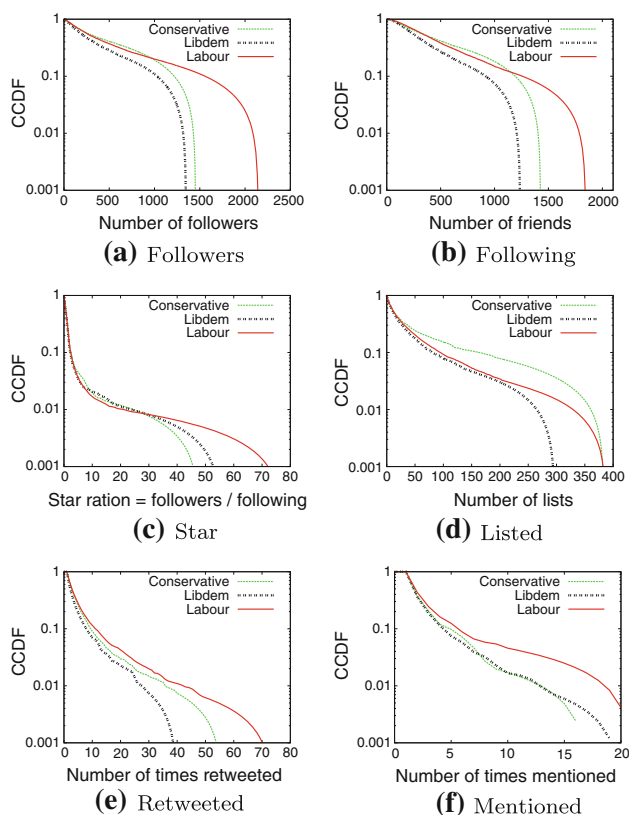 Conservative
Libdem
Labour
CCDF
1
0.1
0.01
0.001
0 500 1000 1500 2000 2500
Number of followers
(a) Followers
Conservative
Libdem
Labour
CCDF
1
0.1
0.01
0.001
0 500 1000 1500 2000
Number of friends
(b) Following
Conservative
Libdem
Labour
CCDF
1
0.1
0.01
0.001
0 10 20 30 40 50 60 70 80
Star ration = followers / following
(c) Star
Conservative
Libdem
Labour
CCDF
1
0.1
0.01
0.001
0 50 100 150 200 250 300 350 400
Number of lists
(d) Listed
Conservative
Libdem
Labour
CCDF
1
0.1
0.01
0.001
0 10 20 30 40 50 60 70 80
Number of times retweeted
(e) Retweeted
Conservative
Libdem
Labour
CCDF
1
0.1
0.01
0.001
0 5 10 15 20
Number of times mentioned
(f) Mentioned